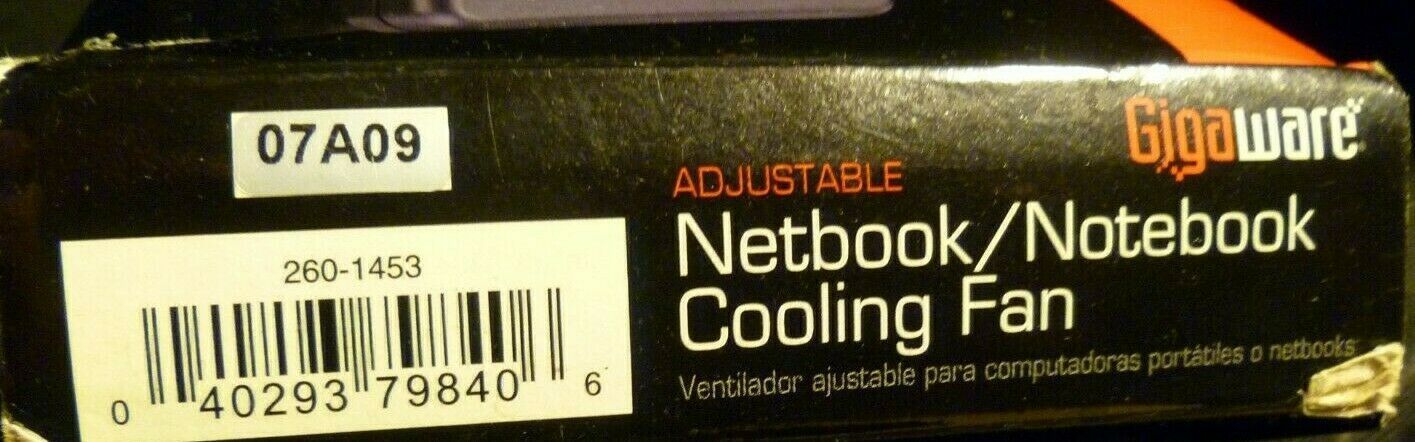 07A09
260-1453
0 40293 79840 6
Gigaware
ADJUSTABLE
Netbook/Notebook
Cooling Fan
Ventilador ajustable para computadoras portátiles o netbooks